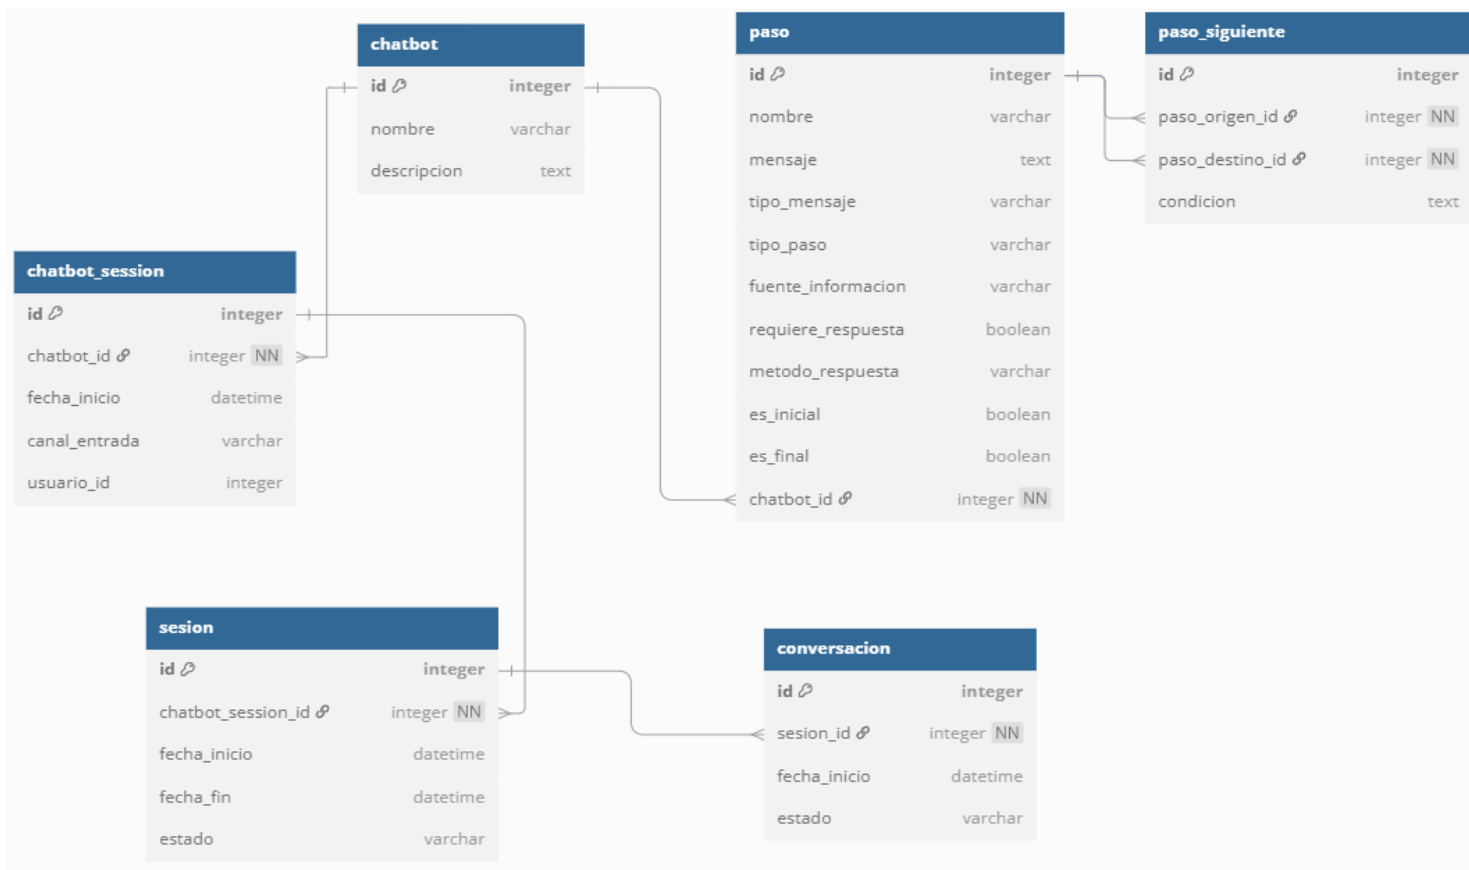 chatbot
id integer
nombre varchar
descripcion text
paso
id integer
nombre varchar
mensaje text
tipo_mensaje varchar
tipo_paso varchar
fuente_informacion varchar
requiere_respuesta boolean
metodo_respuesta varchar
es_inicial boolean
es_final boolean
chatbot_id integer NN
paso_siguiente
id integer
paso_origen_id integer NN
paso_destino_id integer NN
condicion text
chatbot_session
id integer
chatbot_id integer NN
fecha_inicio datetime
canal_entrada varchar
usuario_id integer
sesion
id integer
chatbot_session_id integer NN
fecha_inicio datetime
fecha_fin datetime
estado varchar
conversacion
id integer
sesion_id integer NN
fecha_inicio datetime
estado varchar